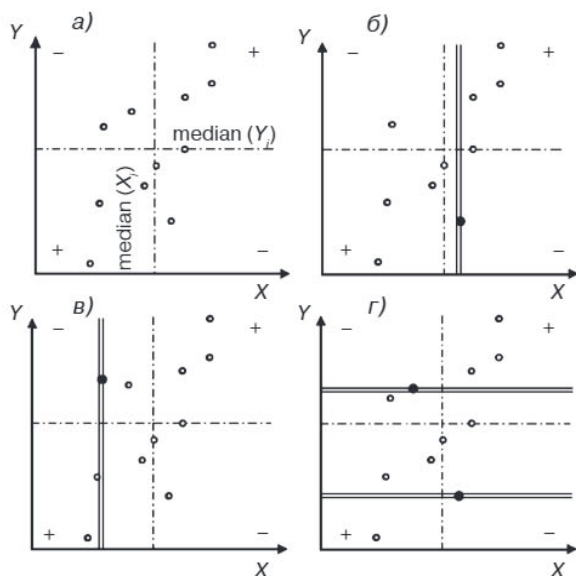 а)
Y
−
+
median (Yi)
median (Xi)
+
−
X
б)
Y
−
+
+
−
X
в)
Y
−
+
+
−
X
г)
Y
−
+
+
−
X